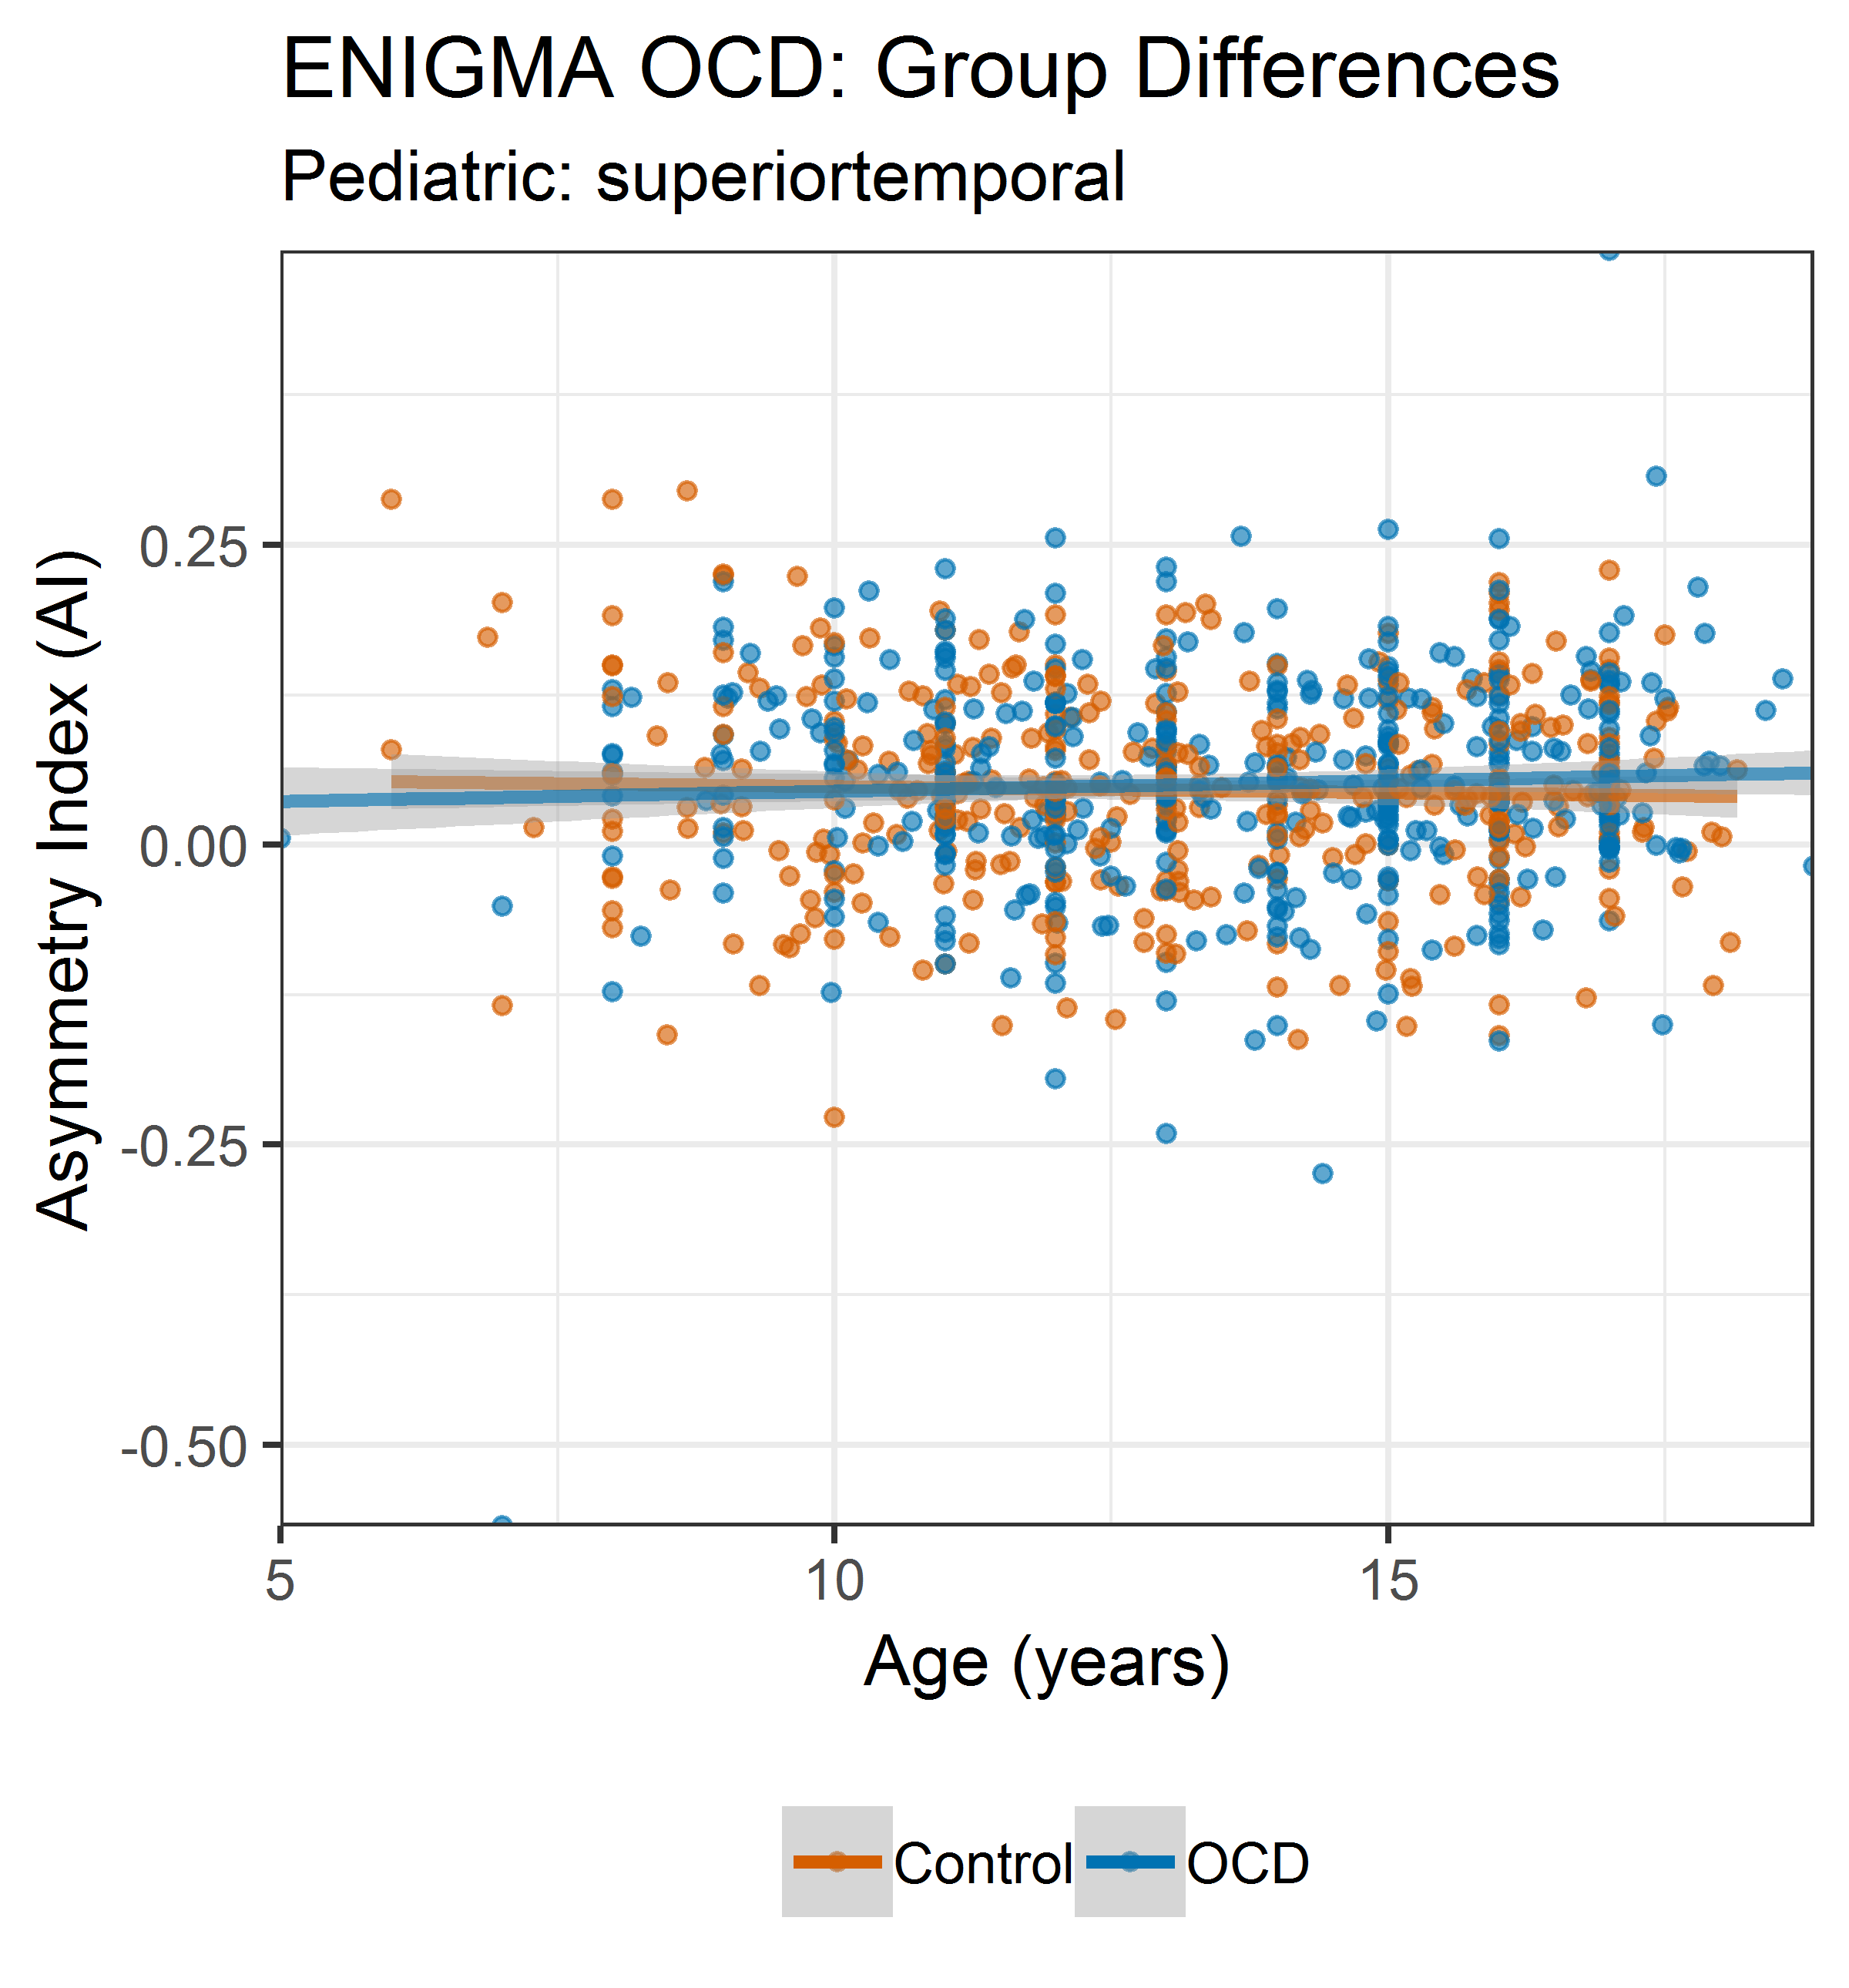 ENIGMA OCD: Group Differences
Pediatric: superiortemporal
Asymmetry Index (AI)
0.25
0.00
-0.25
-0.50
5 10 15
Age (years)
Control OCD